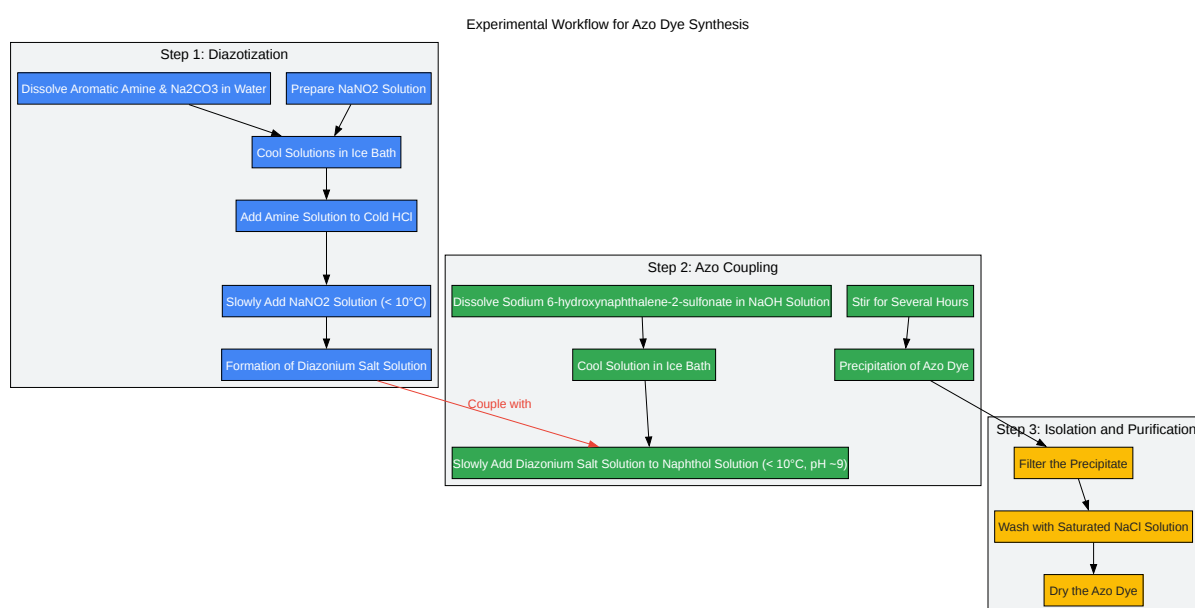 Experimental Workflow for Azo Dye Synthesis
Step 1: Diazotization
Dissolve Aromatic Amine & Na2CO3 in Water
Prepare NaNO2 Solution
Cool Solutions in Ice Bath
Add Amine Solution to Cold HCl
Slowly Add NaNO2 Solution (< 10°C)
Formation of Diazonium Salt Solution
Couple with
Step 2: Azo Coupling
Dissolve Sodium 6-hydroxynaphthalene-2-sulfonate in NaOH Solution
Stir for Several Hours
Cool Solution in Ice Bath
Precipitation of Azo Dye
Slowly Add Diazonium Salt Solution to Naphthol Solution (< 10°C, pH ~9)
Step 3: Isolation and Purification
Filter the Precipitate
Wash with Saturated NaCl Solution
Dry the Azo Dye